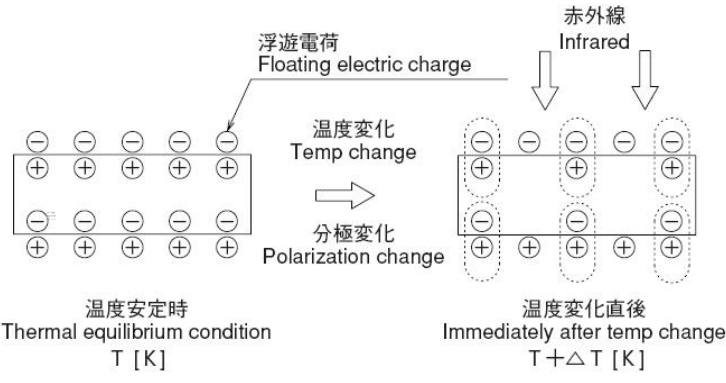 赤外線
Infrared
浮遊電荷
Floating electric charge
温度変化
Temp change
分極変化
Polarization change
温度安定時
Thermal equilibrium condition
T [K]
温度変化直後
Immediately after temp change
T+△T [K]